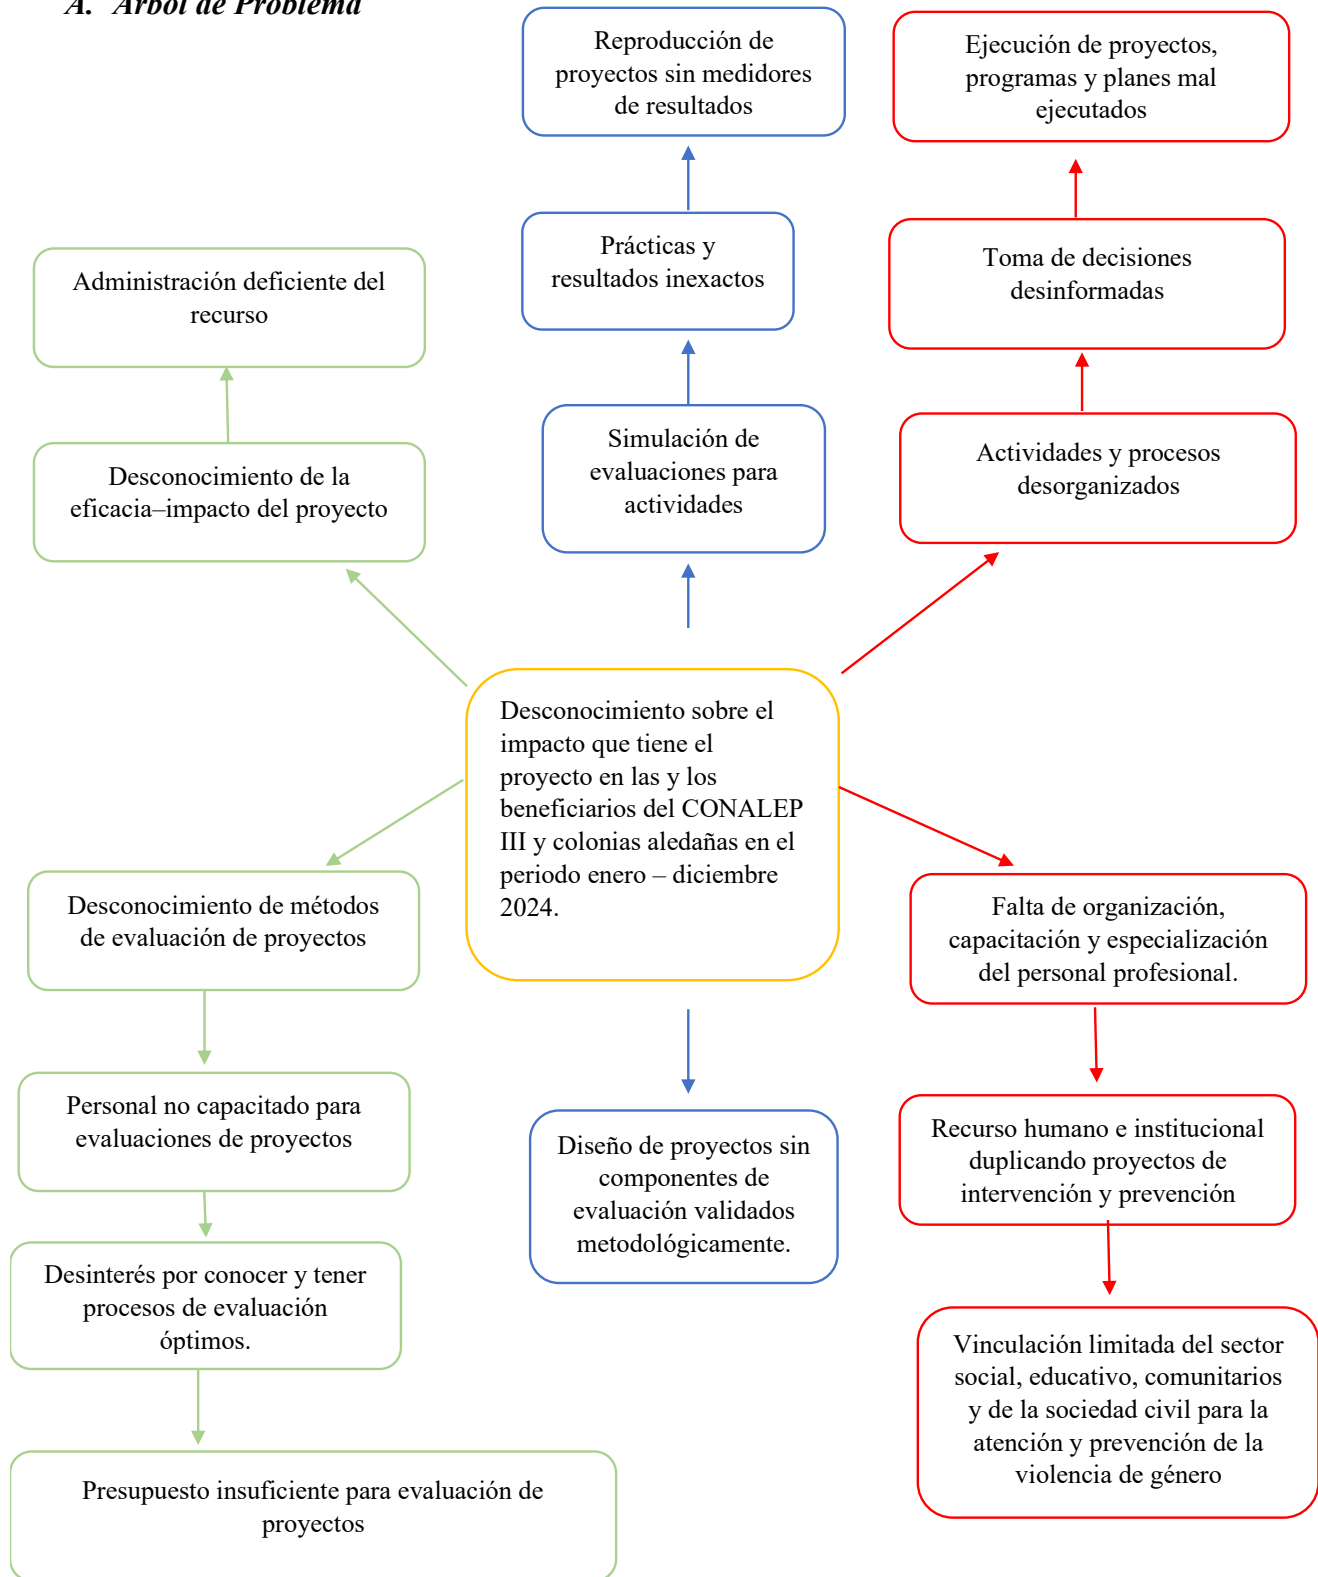 A. Árbol de Problema
Reproducción de
proyectos sin medidores
de resultados
Ejecución de proyectos,
programas y planes mal
ejecutados
Prácticas y
resultados inexactos
Toma de decisiones
desinformadas
Administración deficiente del
recurso
Simulación de
evaluaciones para
actividades
Actividades y procesos
desorganizados
Desconocimiento de la
eficacia–impacto del proyecto
Desconocimiento sobre el
impacto que tiene el
proyecto en las y los
beneficiarios del CONALEP
III y colonias aledañas en el
periodo enero – diciembre
2024.
Desconocimiento de métodos
de evaluación de proyectos
Falta de organización,
capacitación y especialización
del personal profesional.
Personal no capacitado para
evaluaciones de proyectos
Diseño de proyectos sin
componentes de
evaluación validados
metodológicamente.
Recurso humano e institucional
duplicando proyectos de
intervención y prevención
Desinterés por conocer y tener
procesos de evaluación
óptimos.
Vinculación limitada del sector
social, educativo, comunitarios
y de la sociedad civil para la
atención y prevención de la
violencia de género
Presupuesto insuficiente para evaluación de
proyectos